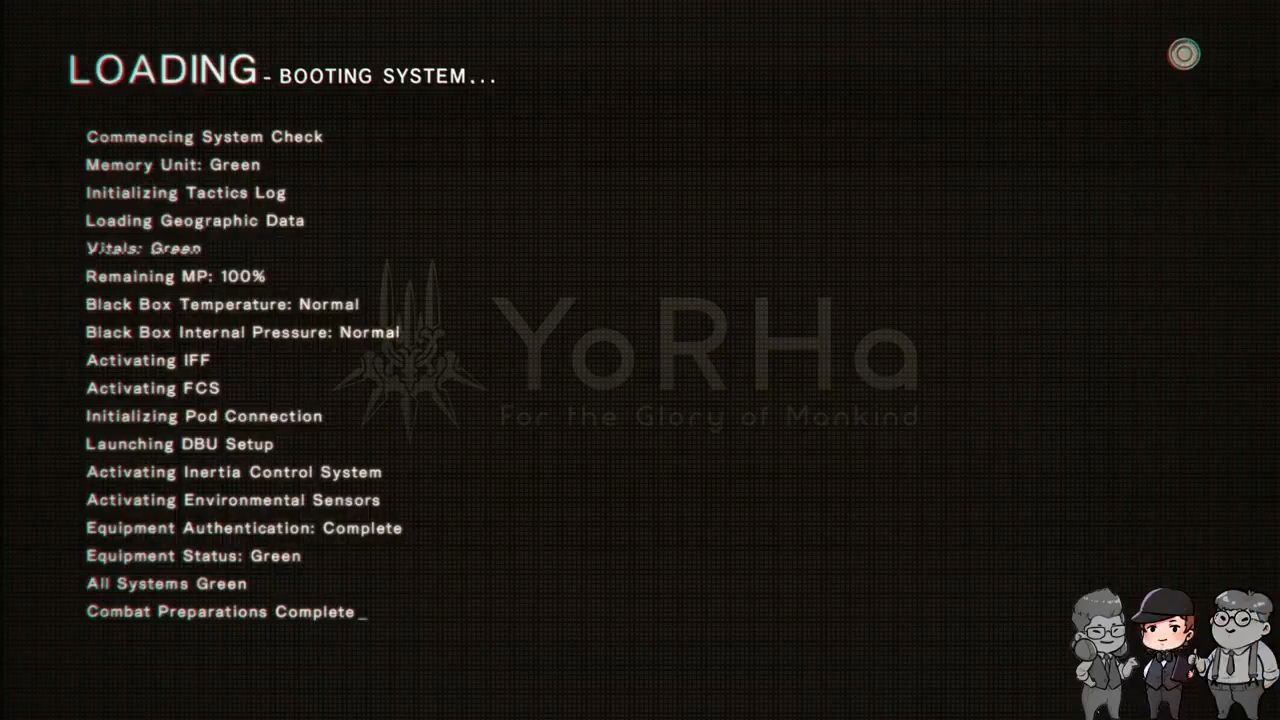 LOADING - BOOTING SYSTEM...
Commencing System Check
Memory Unit: Green
Initializing Tactics Log
Loading Geographic Data
Vitals: Green
Remaining MP: 100%
Black Box Temperature: Normal
Black Box Internal Pressure: Normal
Activating IFF
Activating FCS
Initializing Pod Connection
Launching DBU Setup
Activating Inertia Control System
Activating Environmental Sensors
Equipment Authentication: Complete
Equipment Status: Green
All Systems Green
Combat Preparations Complete_
YoRHa
For the Glory of Mankind